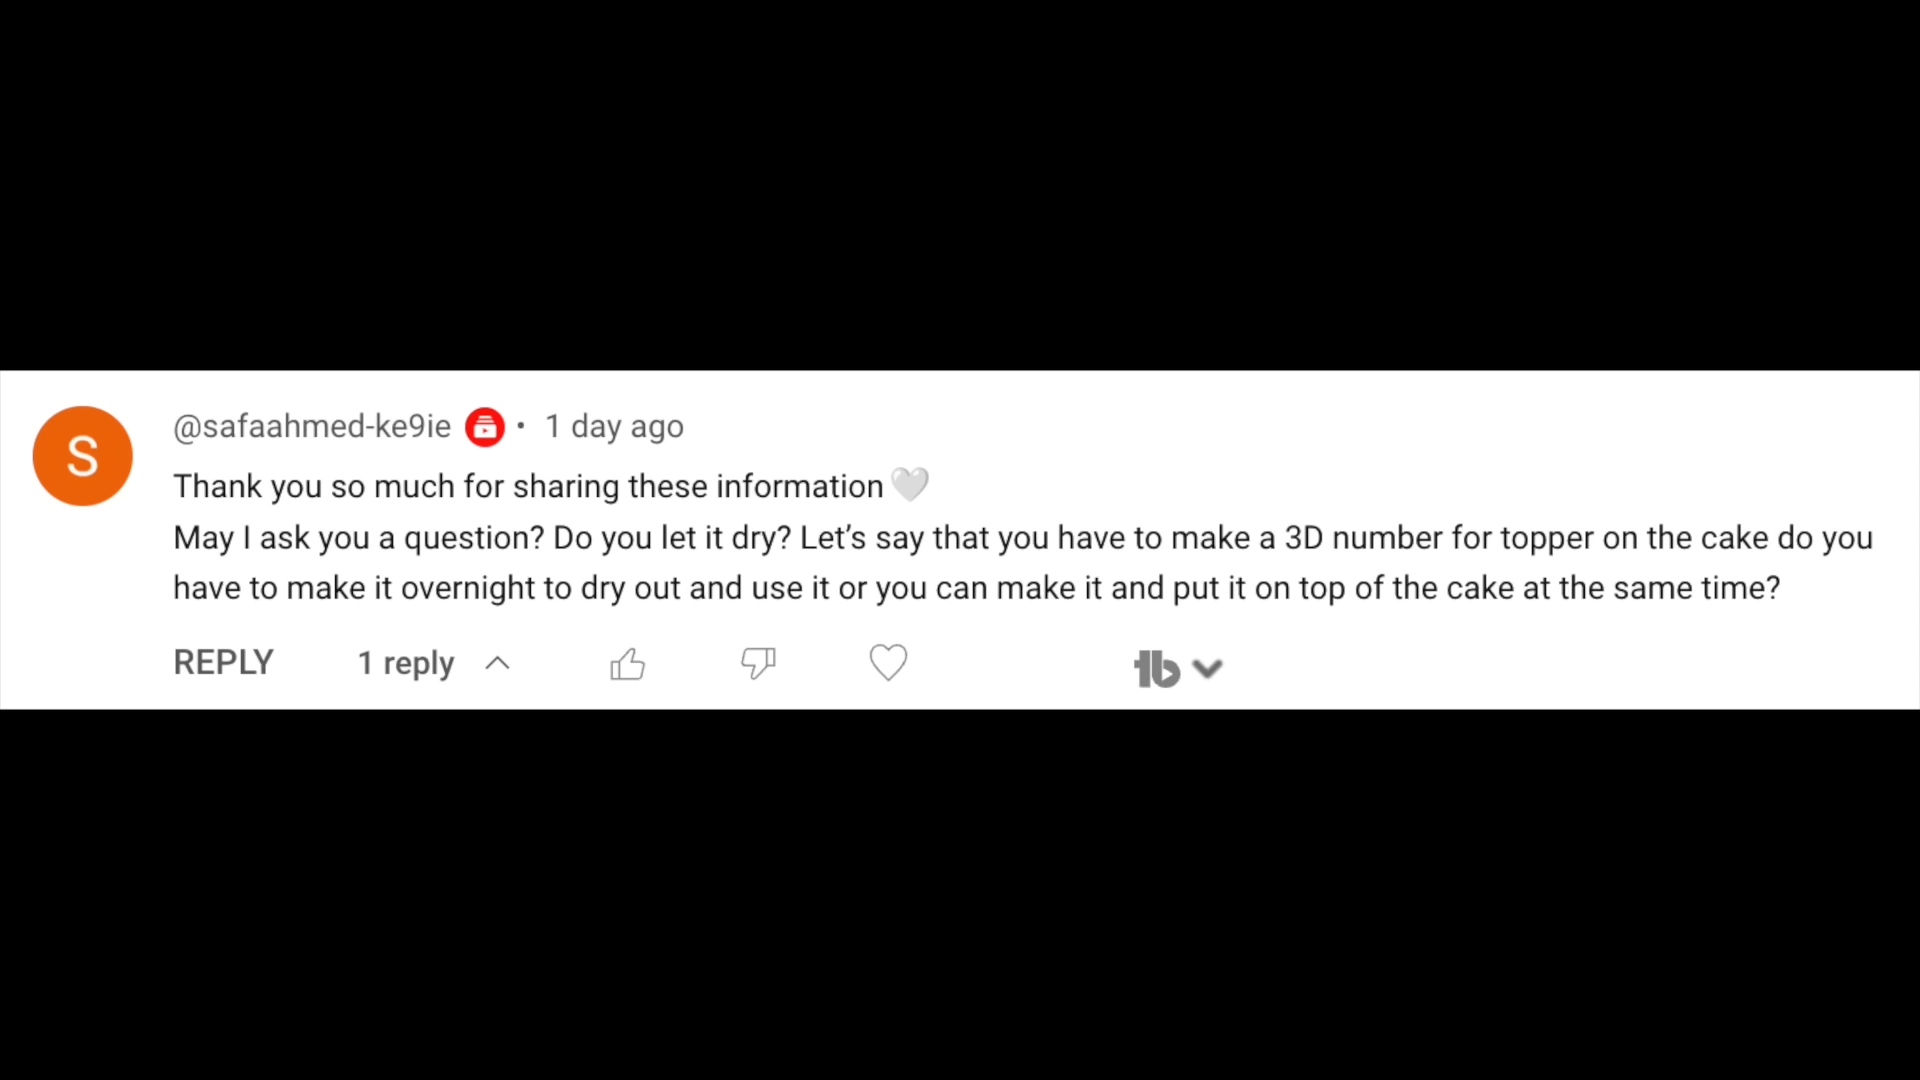 S
@safaahmed-ke9ie • 1 day ago
Thank you so much for sharing these information🤍
May I ask you a question? Do you let it dry? Let’s say that you have to make a 3D number for topper on the cake do you
have to make it overnight to dry out and use it or you can make it and put it on top of the cake at the same time?
REPLY 1 reply tb